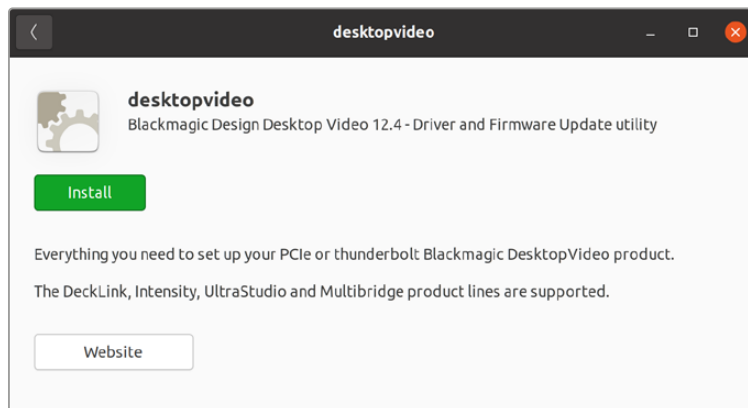 desktopvideo
desktopvideo
Blackmagic Design Desktop Video 12.4 - Driver and Firmware Update utility
Install
Everything you need to set up your PCIe or thunderbolt Blackmagic DesktopVideo product.
The DeckLink, Intensity, UltraStudio and Multibridge product lines are supported.
Website